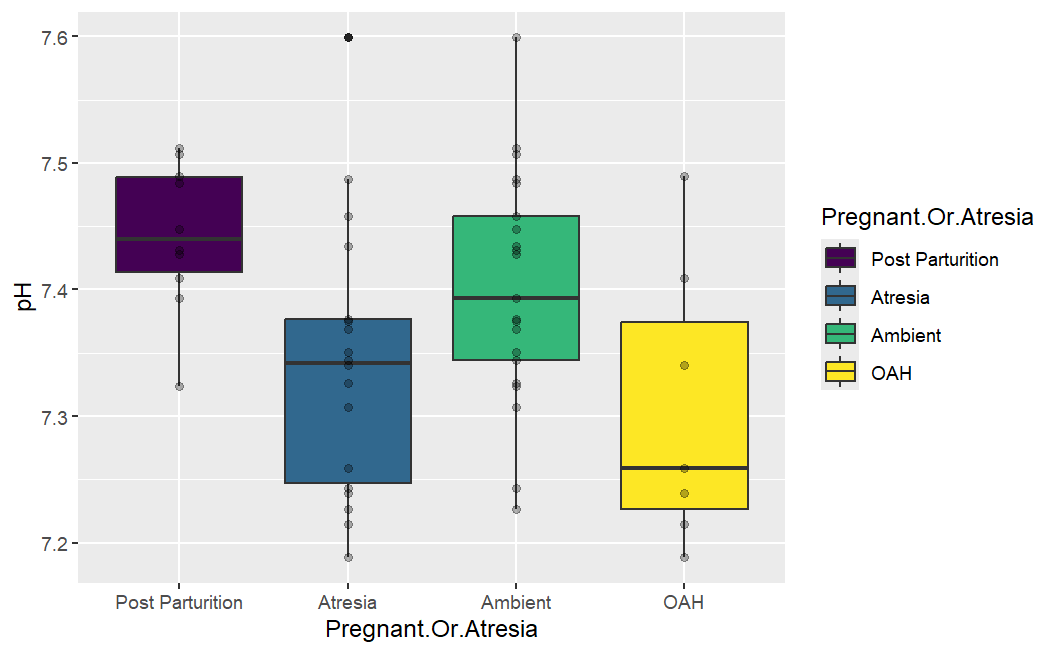 7.6
7.5
7.4
7.3
7.2
pH
Post Parturition
Atresia
Ambient
OAH
Pregnant.Or.Atresia
Pregnant.Or.Atresia
Post Parturition
Atresia
Ambient
OAH